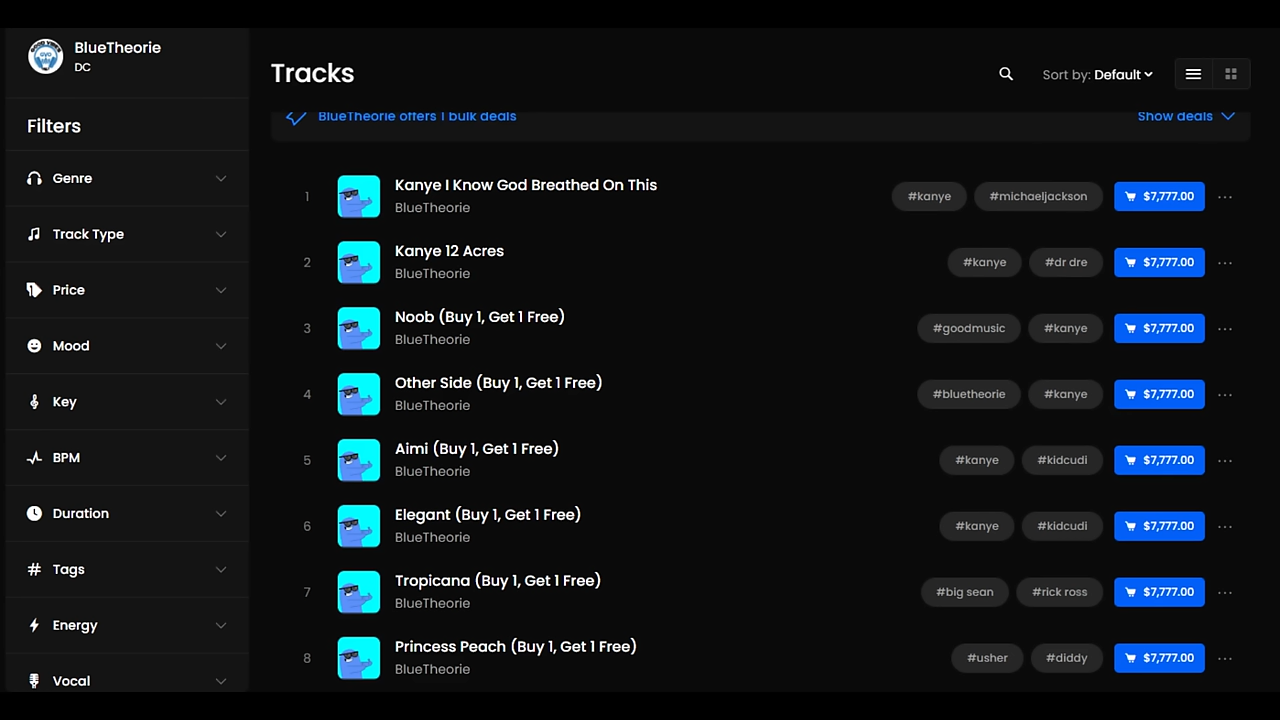 BlueTheorie
DC
Filters
Genre
Track Type
Price
Mood
Key
BPM
Duration
Tags
Energy
Vocal
Tracks
Sort by: Default
BlueTheorie offers 1 bulk deals
Show deals
1 Kanye I Know God Breathed On This #kanye #michaeljackson $7,777.00 ...
BlueTheorie
2 Kanye 12 Acres #kanye #dr dre $7,777.00 ...
BlueTheorie
3 Noob (Buy 1, Get 1 Free) #goodmusic #kanye $7,777.00 ...
BlueTheorie
4 Other Side (Buy 1, Get 1 Free) #bluetheorie #kanye $7,777.00 ...
BlueTheorie
5 Aimi (Buy 1, Get 1 Free) #kanye #kidcudi $7,777.00 ...
BlueTheorie
6 Elegant (Buy 1, Get 1 Free) #kanye #kidcudi $7,777.00 ...
BlueTheorie
7 Tropicana (Buy 1, Get 1 Free) #big sean #rick ross $7,777.00 ...
BlueTheorie
8 Princess Peach (Buy 1, Get 1 Free) #usher #diddy $7,777.00 ...
BlueTheorie